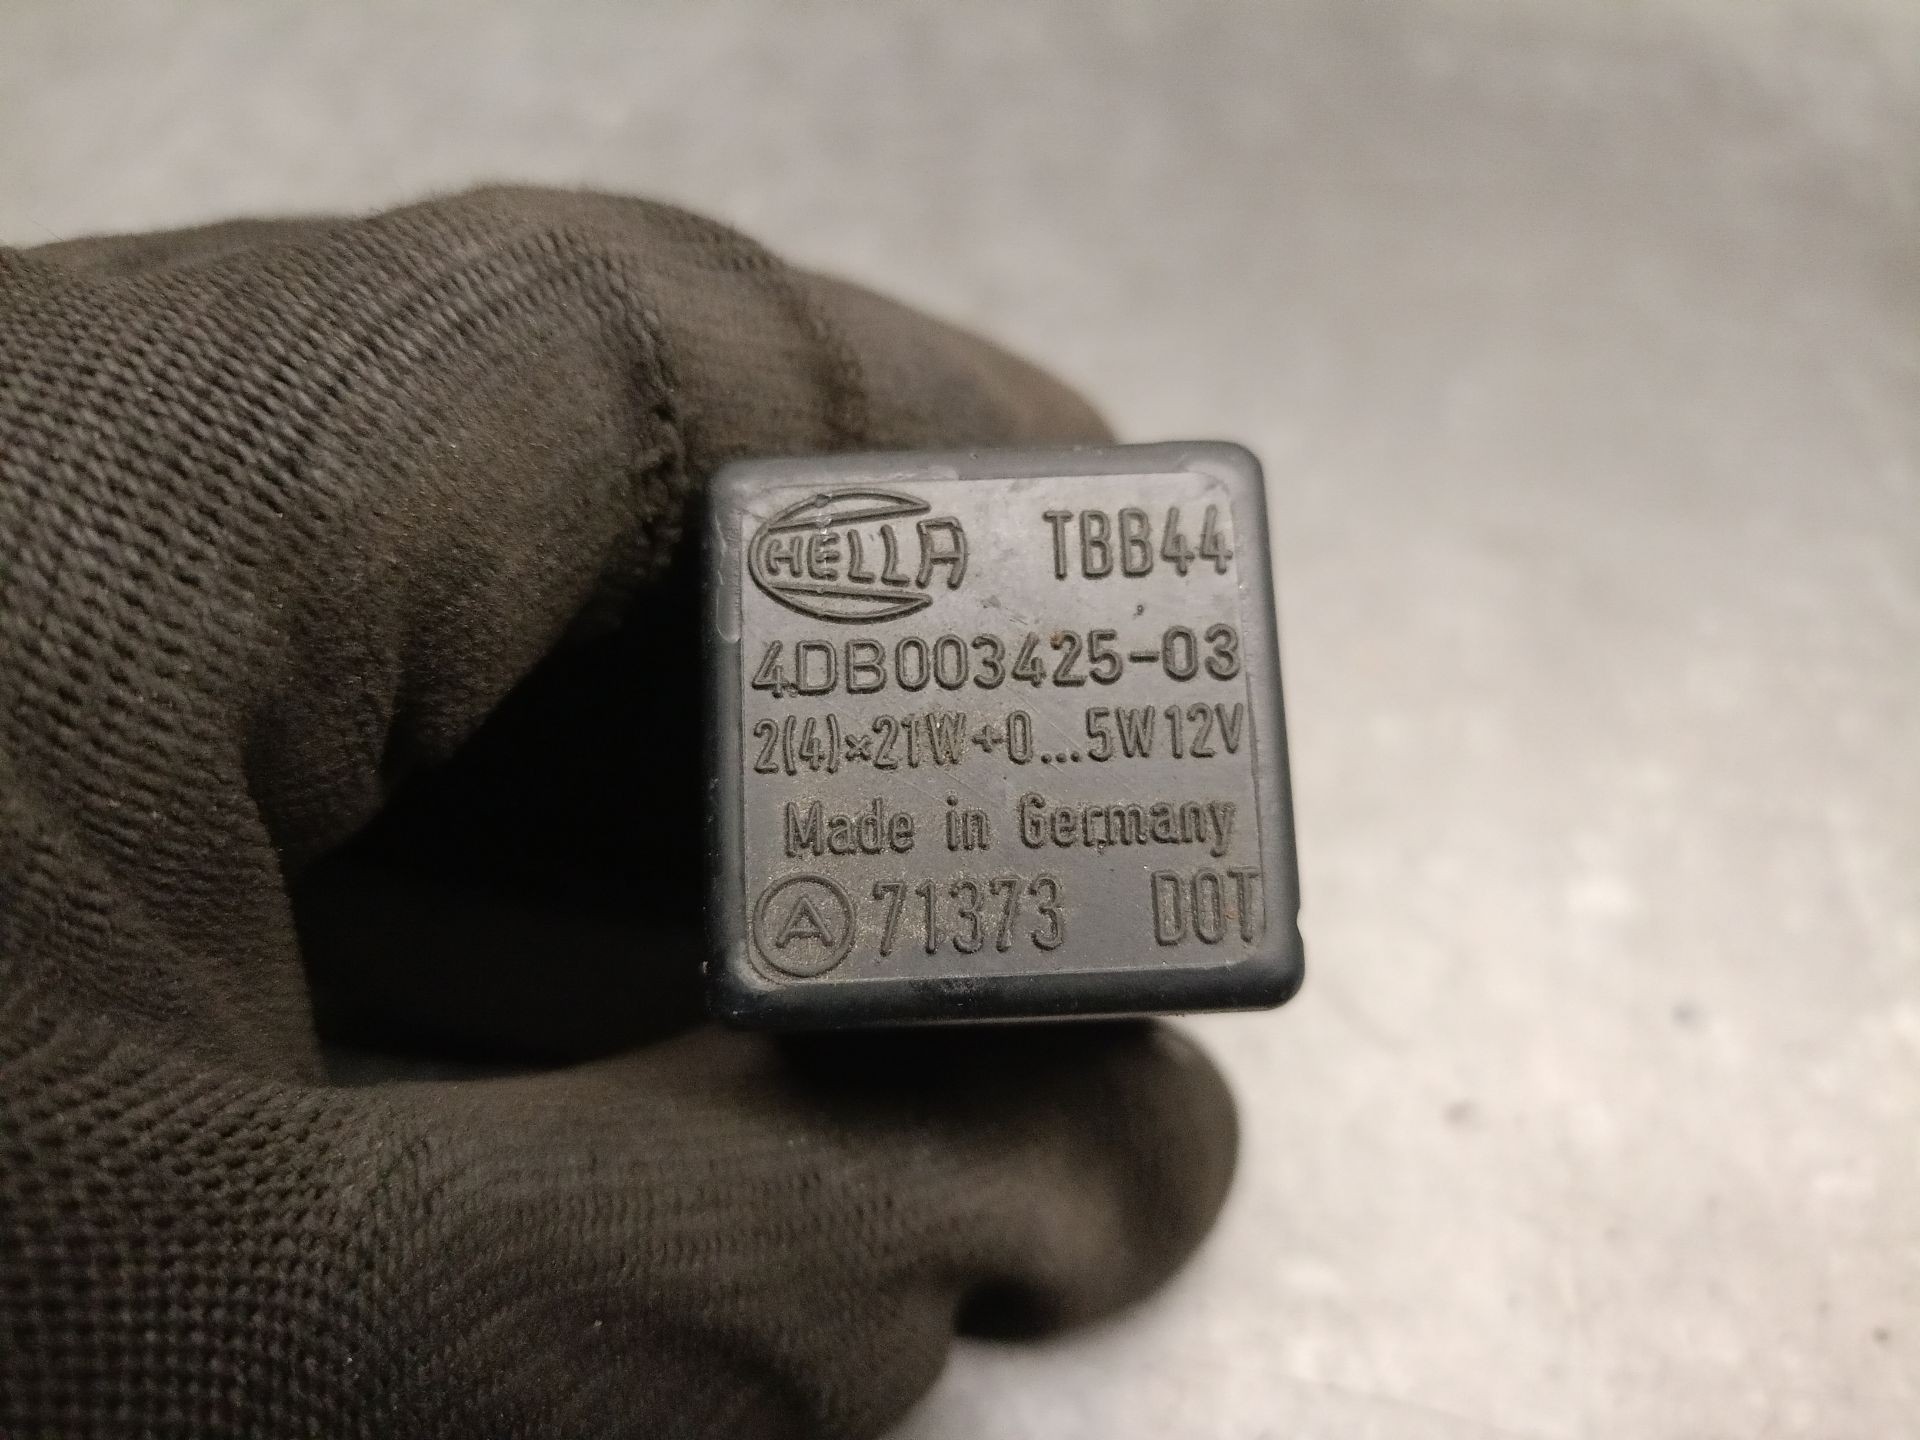 HELLA TBB44
4DB003425-03
2(4)×21W+0...5W12V
Made in Germany
A 71373 DOT